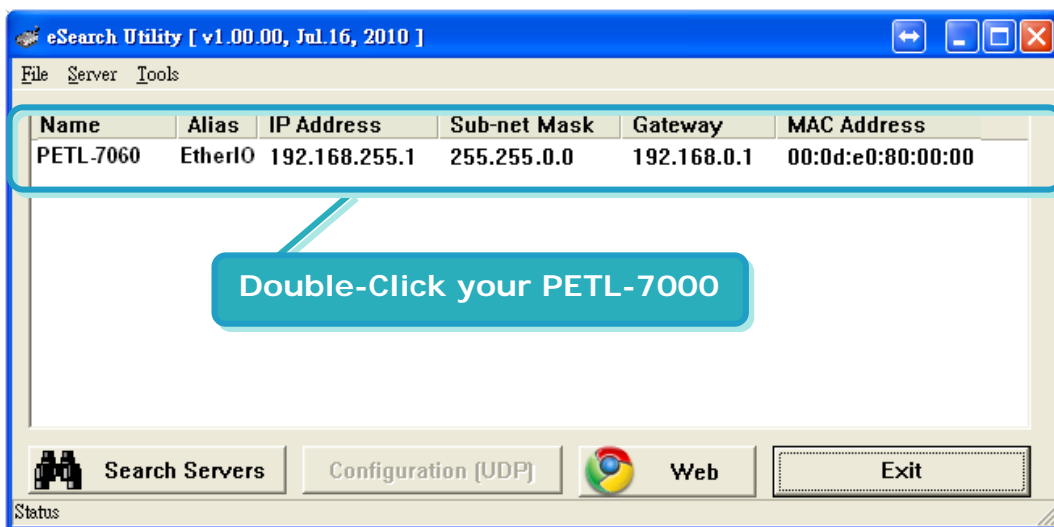 eSearch Utility [ v1.00.00, Jul.16, 2010 ]
File Server Tools
Name Alias IP Address Sub-net Mask Gateway MAC Address
PETL-7060 EtherIO 192.168.255.1 255.255.0.0 192.168.0.1 00:0d:e0:80:00:00
Double-Click your PETL-7000
Search Servers Configuration (UDP) Web Exit
Status